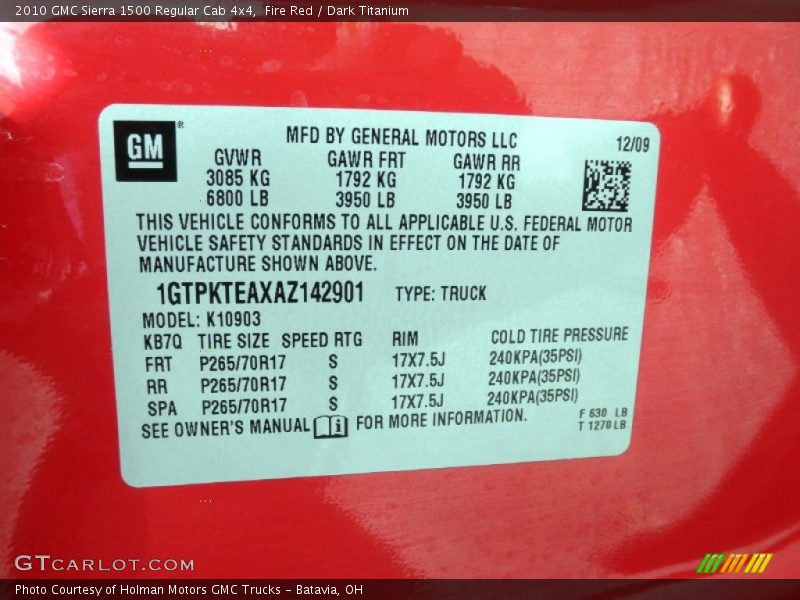 2010 GMC Sierra 1500 Regular Cab 4x4, Fire Red / Dark Titanium
GM®
MFD BY GENERAL MOTORS LLC 12/09
GVWR GAWR FRT GAWR RR
3085 KG 1792 KG 1792 KG
6800 LB 3950 LB 3950 LB
THIS VEHICLE CONFORMS TO ALL APPLICABLE U.S. FEDERAL MOTOR
VEHICLE SAFETY STANDARDS IN EFFECT ON THE DATE OF
MANUFACTURE SHOWN ABOVE.
1GTPKTEAXAZ142901 TYPE: TRUCK
MODEL: K10903
KB7Q TIRE SIZE SPEED RTG RIM COLD TIRE PRESSURE
FRT P265/70R17 S 17X7.5J 240KPA(35PSI)
RR P265/70R17 S 17X7.5J 240KPA(35PSI)
SPA P265/70R17 S 17X7.5J 240KPA(35PSI)
SEE OWNER'S MANUAL i FOR MORE INFORMATION.
F 630 LB
T 1270 LB
GTcarlot.com
Photo Courtesy of Holman Motors GMC Trucks - Batavia, OH